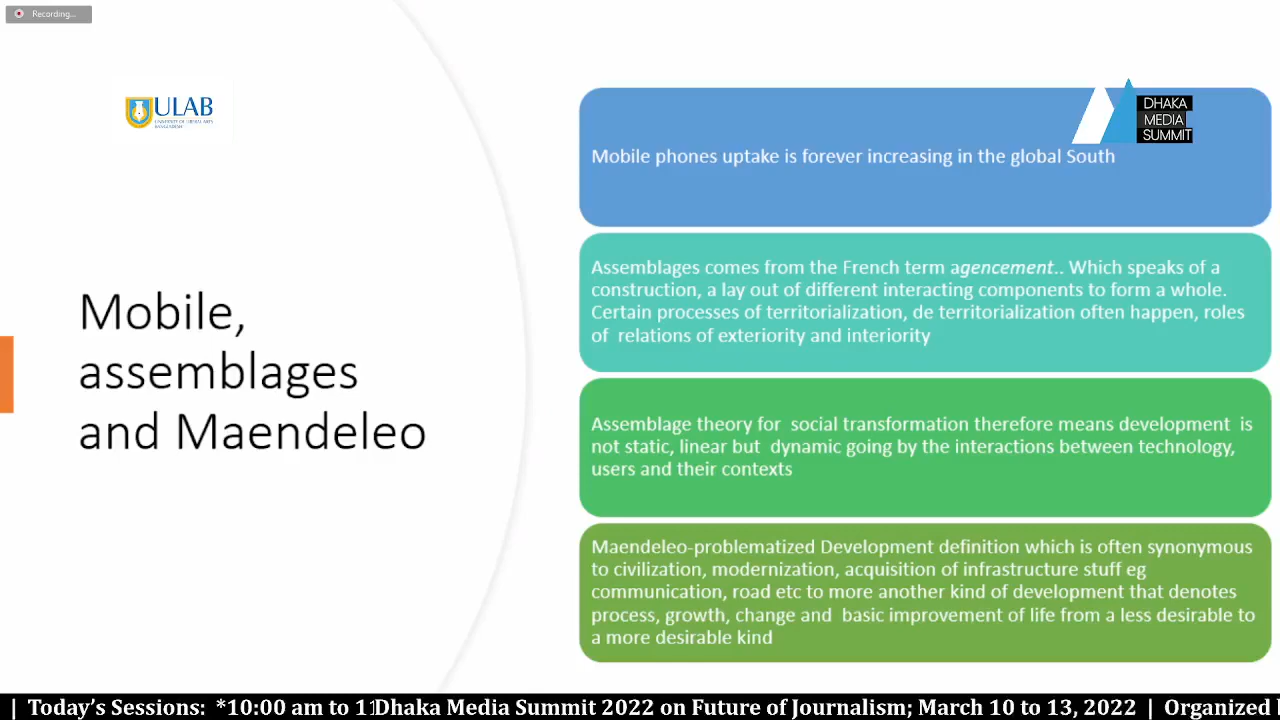 Recording...
ULAB
UNIVERSITY OF LIBERAL ARTS
BANGLADESH
DHAKA
MEDIA
SUMMIT
Mobile,
assemblages
and Maendeleo
Mobile phones uptake is forever increasing in the global South
Assemblages comes from the French term agencement.. Which speaks of a
construction, a lay out of different interacting components to form a whole.
Certain processes of territorialization, de territorialization often happen, roles
of relations of exteriority and interiority
Assemblage theory for social transformation therefore means development is
not static, linear but dynamic going by the interactions between technology,
users and their contexts
Maendeleo-problematized Development definition which is often synonymous
to civilization, modernization, acquisition of infrastructure stuff eg
communication, road etc to more another kind of development that denotes
process, growth, change and basic improvement of life from a less desirable to
a more desirable kind
| Today's Sessions: *10:00 am to 11 Dhaka Media Summit 2022 on Future of Journalism; March 10 to 13, 2022 | Organized